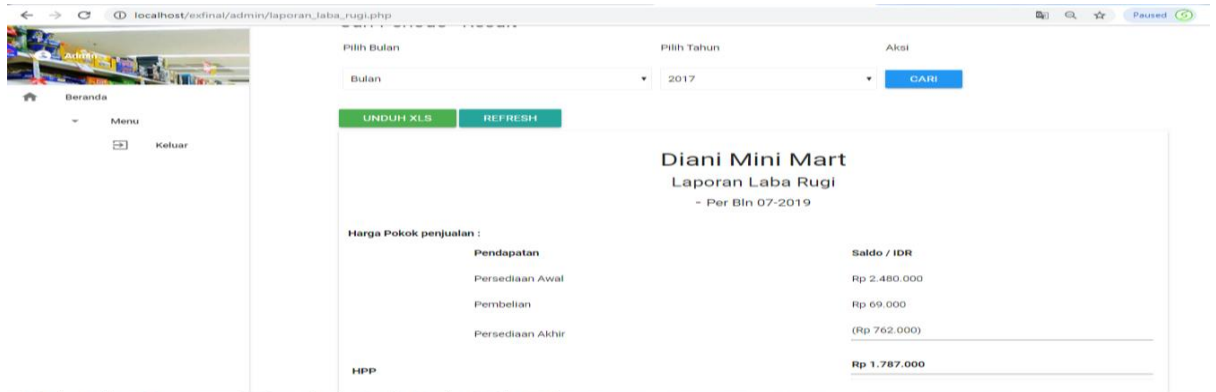 localhost/exfinal/admin/laporan_laba_rugi.php
Paused
Admin
Pilih Bulan Pilih Tahun Aksi
Bulan 2017 CARI
Beranda
Menu
Keluar
UNDUH XLS REFRESH
Diani Mini Mart
Laporan Laba Rugi
- Per Bln 07-2019
Harga Pokok penjualan :
Pendapatan Saldo / IDR
Persediaan Awal Rp 2.480.000
Pembelian Rp 69.000
Persediaan Akhir (Rp 762.000)
HPP Rp 1.787.000